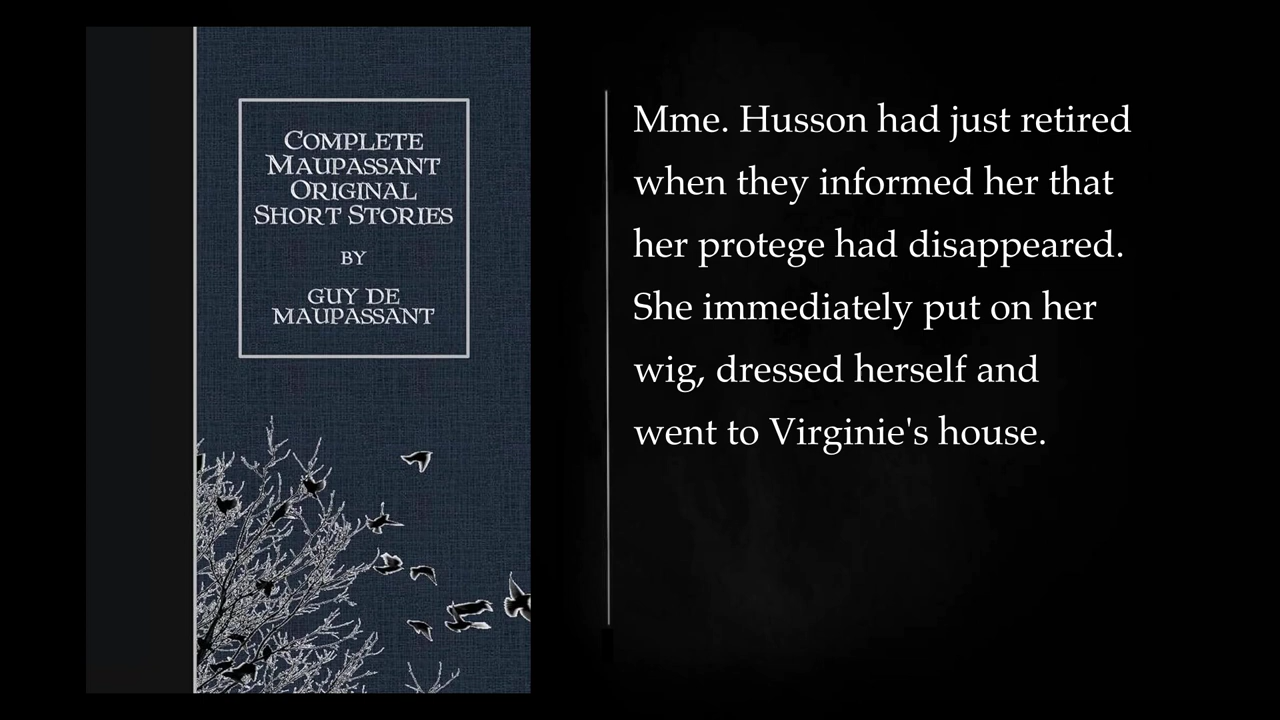 COMPLETE
MAUPASSANT
ORIGINAL
SHORT STORIES
BY
GUY DE
MAUPASSANT
Mme. Husson had just retired
when they informed her that
her protege had disappeared.
She immediately put on her
wig, dressed herself and
went to Virginie's house.